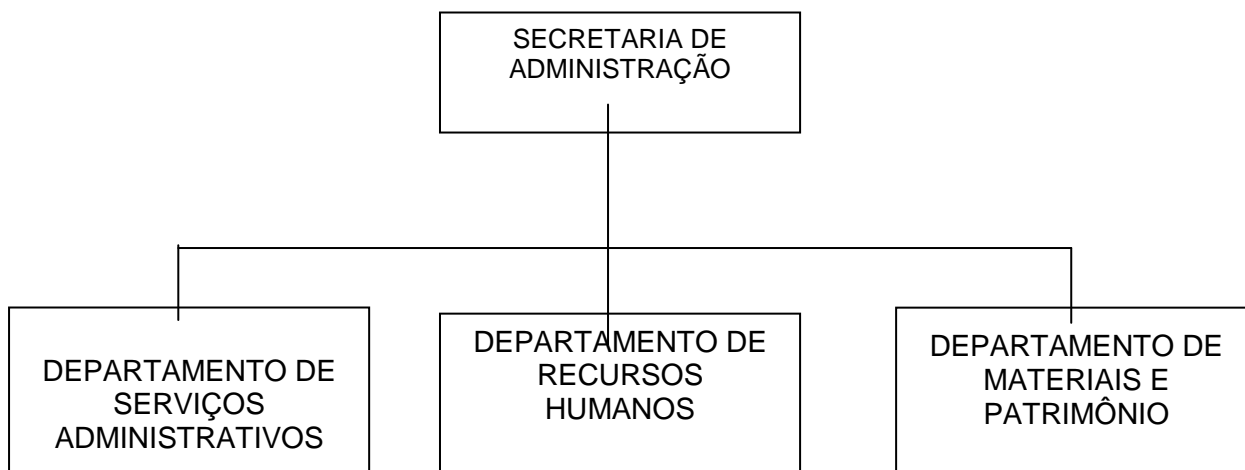 SECRETARIA DE
ADMINISTRAÇÃO
DEPARTAMENTO DE
SERVIÇOS
ADMINISTRATIVOS
DEPARTAMENTO DE
RECURSOS
HUMANOS
DEPARTAMENTO DE
MATERIAIS E
PATRIMÔNIO